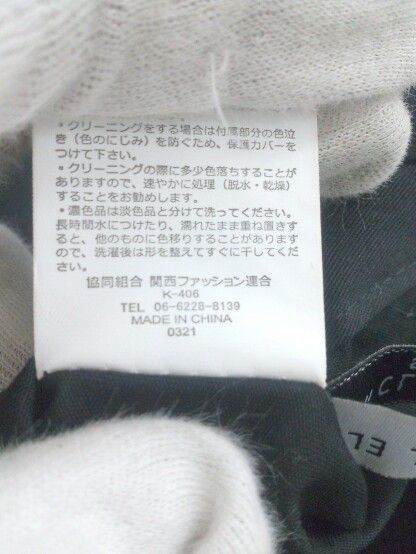 ・クリーニングをする場合は付属部分の色泣
き（色のにじみ）を防ぐため、保護カバーを
つけて下さい。
・クリーニングの際に多少色落ちすることが
ありますので、速やかに処理（脱水・乾燥）
することをお勧めします。
・濃色品は淡色品と分けて洗ってください。
長時間水につけたり、濡れたまま重ね置きす
ると、他のものに色移りすることがあります
ので、洗濯後は形を整えてすぐに干してくだ
さい。
協同組合 関西ファッション連合
K-406
TEL 06-6228-8139
MADE IN CHINA
0321
EL